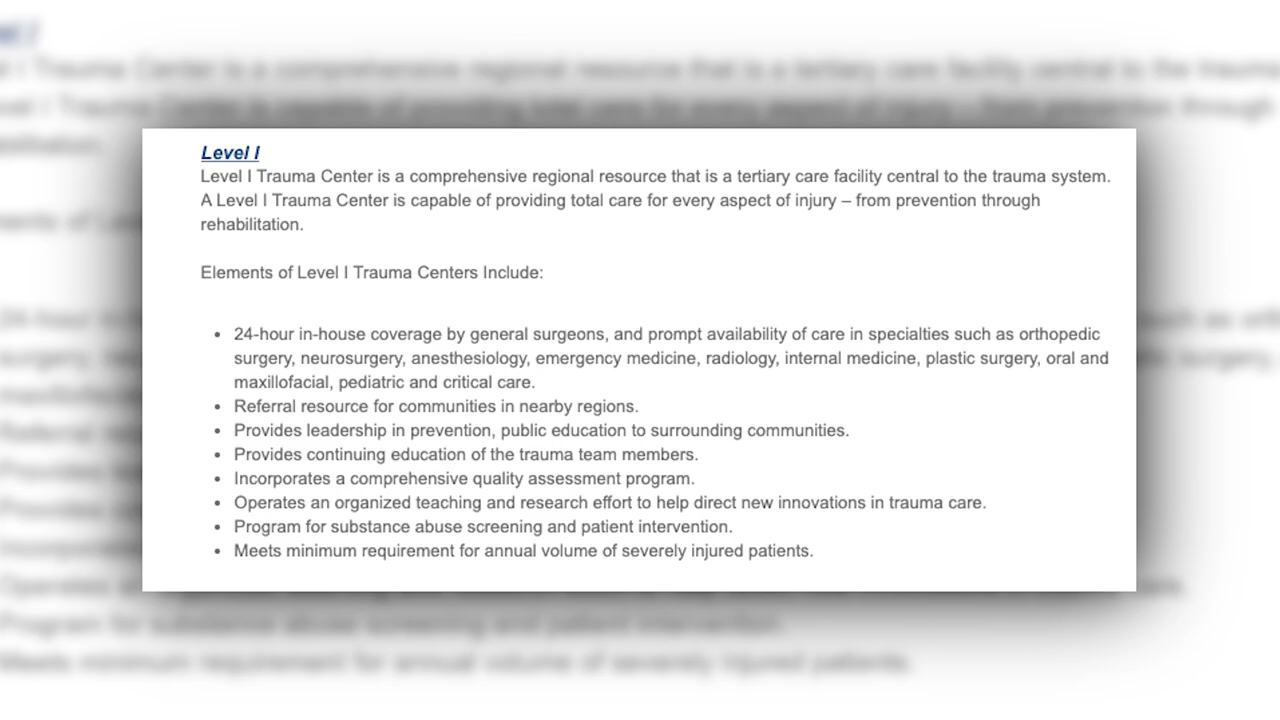 Level I
Level I Trauma Center is a comprehensive regional resource that is a tertiary care facility central to the trauma system.
A Level I Trauma Center is capable of providing total care for every aspect of injury – from prevention through
rehabilitation.
Elements of Level I Trauma Centers Include:
• 24-hour in-house coverage by general surgeons, and prompt availability of care in specialties such as orthopedic
surgery, neurosurgery, anesthesiology, emergency medicine, radiology, internal medicine, plastic surgery, oral and
maxillofacial, pediatric and critical care.
• Referral resource for communities in nearby regions.
• Provides leadership in prevention, public education to surrounding communities.
• Provides continuing education of the trauma team members.
• Incorporates a comprehensive quality assessment program.
• Operates an organized teaching and research effort to help direct new innovations in trauma care.
• Program for substance abuse screening and patient intervention.
• Meets minimum requirement for annual volume of severely injured patients.